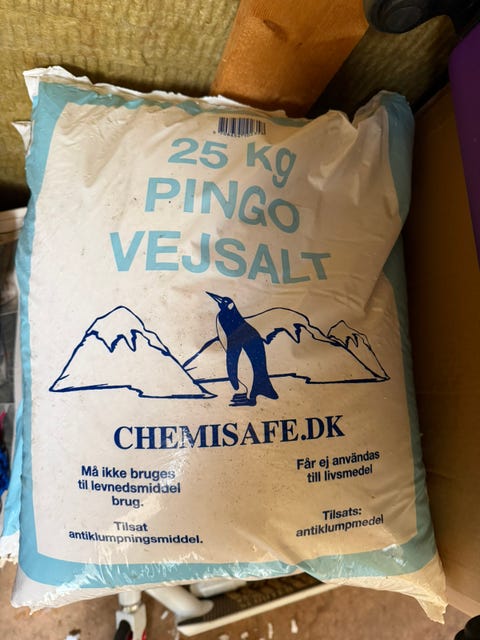 25 Kg
PINGO
VEJSALT
CHEMISAFE.DK
Må ikke bruges
til levnedsmiddel
brug.
Tilsat
antiklumpningsmiddel.
Får ej användas
till livsmedel
Tilsats:
antiklumpmedel